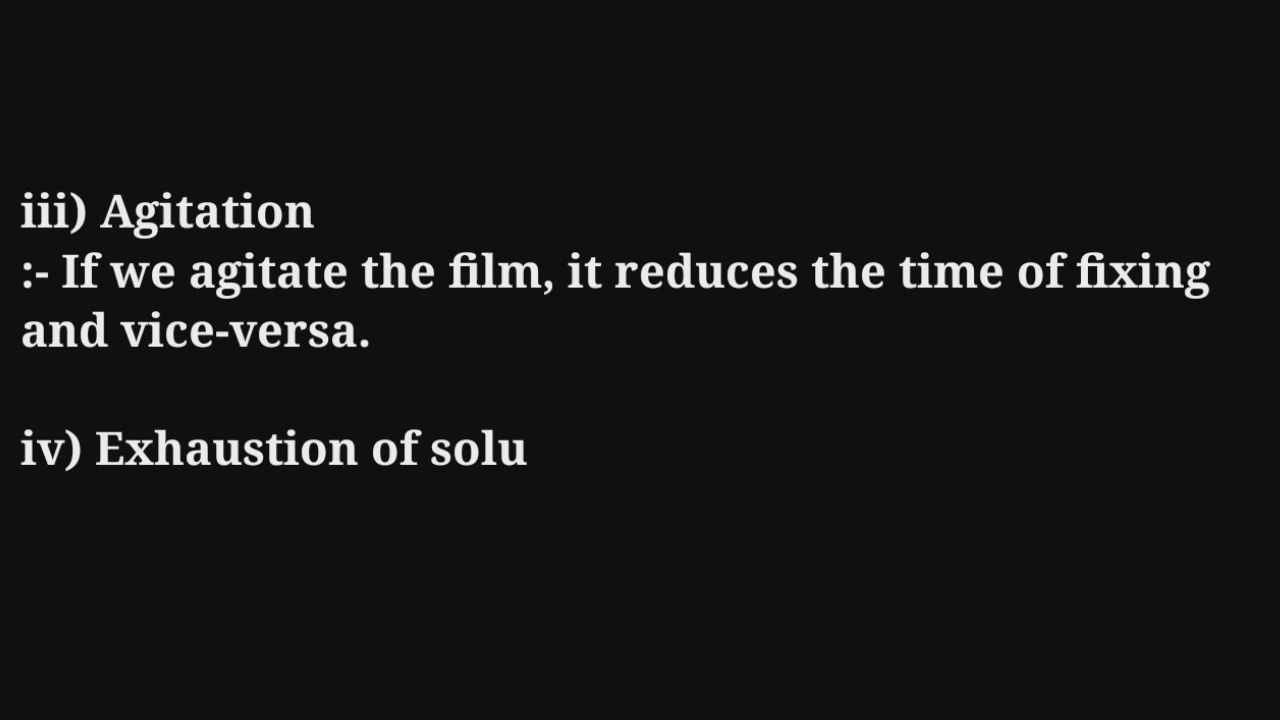 iii) Agitation
:- If we agitate the film, it reduces the time of fixing
and vice-versa.
iv) Exhaustion of solu